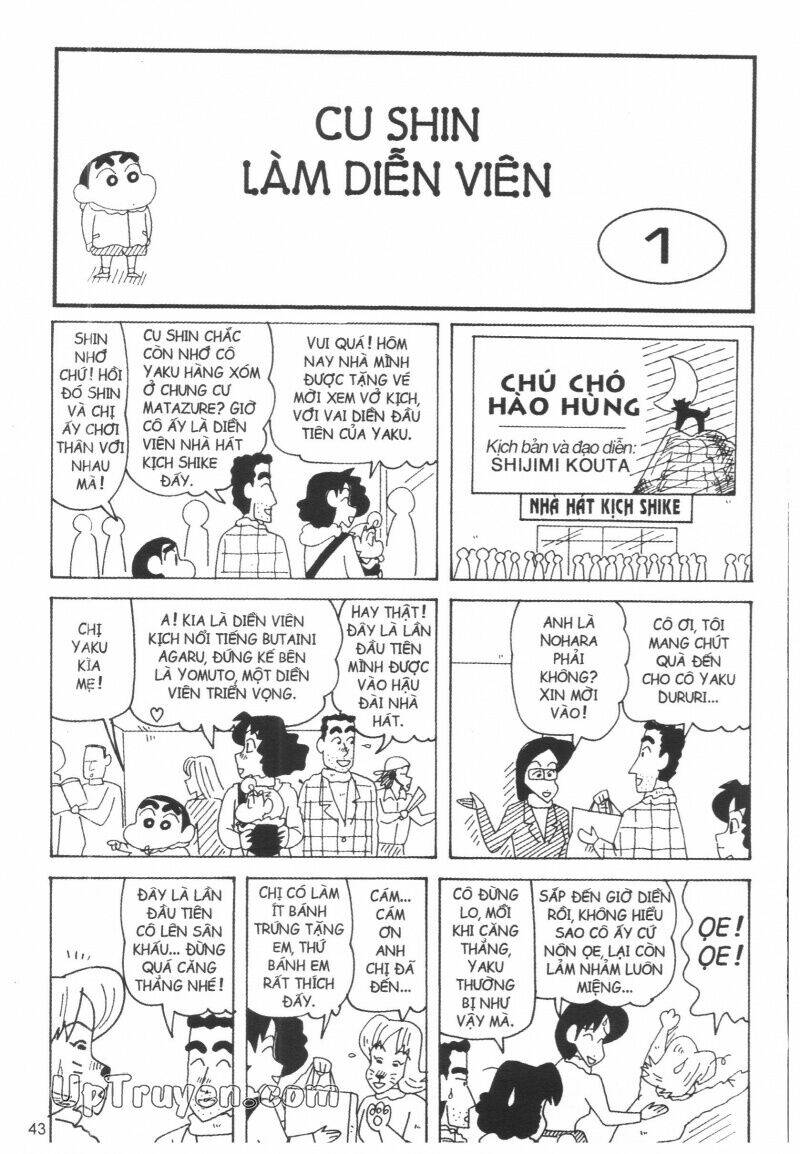 CU SHIN
LÀM DIỄN VIÊN
1
CHÚ CHÓ
HÀO HÙNG
Kịch bản và đạo diễn:
SHIJIMI KOUTA
NHÀ HÁT KỊCH SHIKE
VUI QUÁ! HÔM
NAY NHÀ MÌNH
ĐƯỢC TẶNG VÉ
MỜI XEM VỞ KỊCH,
VỚI VAI DIỄN ĐẦU
TIÊN CỦA YAKU.
CU SHIN CHẮC
CÒN NHỚ CÔ
YAKU HÀNG XÓM
Ở CHUNG CƯ
MATAZURE? GIỜ
CÔ ẤY LÀ DIỄN
VIÊN NHÀ HÁT
KỊCH SHIKE
ĐẤY.
SHIN
NHỚ
CHỨ! HỒI
ĐÓ SHIN
VÀ CHỊ
ẤY CHƠI
THÂN VỚI
NHAU
MÀ!
CÔ ƠI, TÔI
MANG CHÚT
QUÀ ĐẾN
CHO CÔ YAKU
DURURI...
ANH LÀ
NOHARA
PHẢI
KHÔNG?
XIN MỜI
VÀO!
HAY THẬT!
ĐÂY LÀ LẦN
ĐẦU TIÊN
MÌNH ĐƯỢC
VÀO HẬU
ĐÀI NHÀ
HÁT.
A! KIA LÀ DIỄN VIÊN
KỊCH NỔI TIẾNG BUTAINI
AGARU, ĐỨNG KẾ BÊN
LÀ YOMUTO, MỘT DIỄN
VIÊN TRIỂN VỌNG.
CHỊ
YAKU
KÌA
MẸ!
ỌE!
ỌE!
SẮP ĐẾN GIỜ DIỄN
RỒI, KHÔNG HIỂU
SAO CÔ ẤY CỨ
NÔN ỌE, LẠI CÒN
LẢM NHẢM LUÔN
MIỆNG...
CÔ ĐỪNG
LO, MỖI
KHI CĂNG
THẲNG,
YAKU
THƯỜNG
BỊ NHƯ
VẬY MÀ.
CÁM...
CÁM
ƠN
ANH
CHỊ ĐÃ
ĐẾN...
CHỊ CÓ LÀM
ÍT BÁNH
TRỨNG TẶNG
EM, THỨ
BÁNH EM
RẤT THÍCH
ĐẤY.
ĐÂY LÀ LẦN
ĐẦU TIÊN
CÔ LÊN SÂN
KHẤU... ĐỪNG
QUÁ CĂNG
THẲNG NHÉ!
UpTruyen.com
43